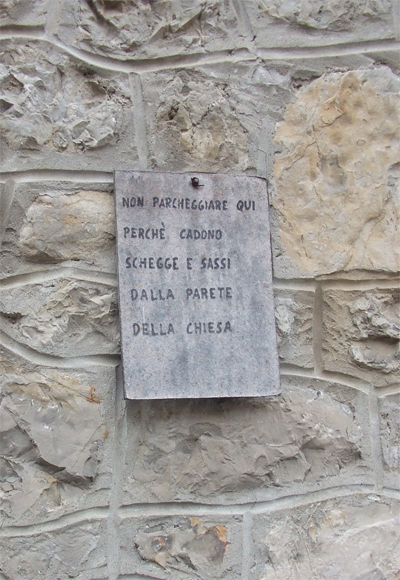 NON PARCHEGGIARE QUI
PERCHÈ CADONO
SCHEGGE E SASSI
DALLA PARETE
DELLA CHIESA